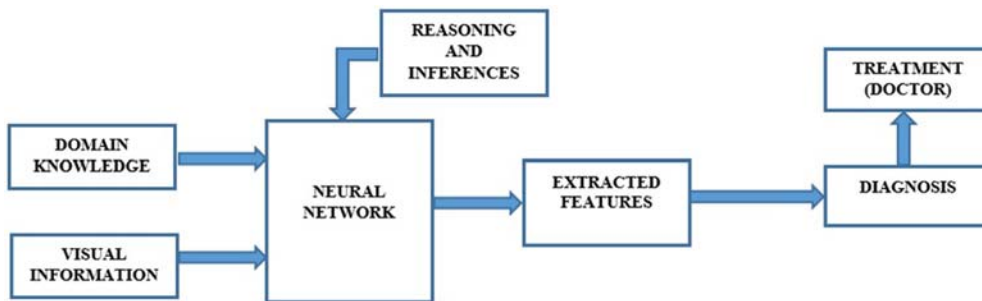 REASONING
AND
INFERENCES
TREATMENT
(DOCTOR)
DOMAIN
KNOWLEDGE
NEURAL
NETWORK
EXTRACTED
FEATURES
DIAGNOSIS
VISUAL
INFORMATION